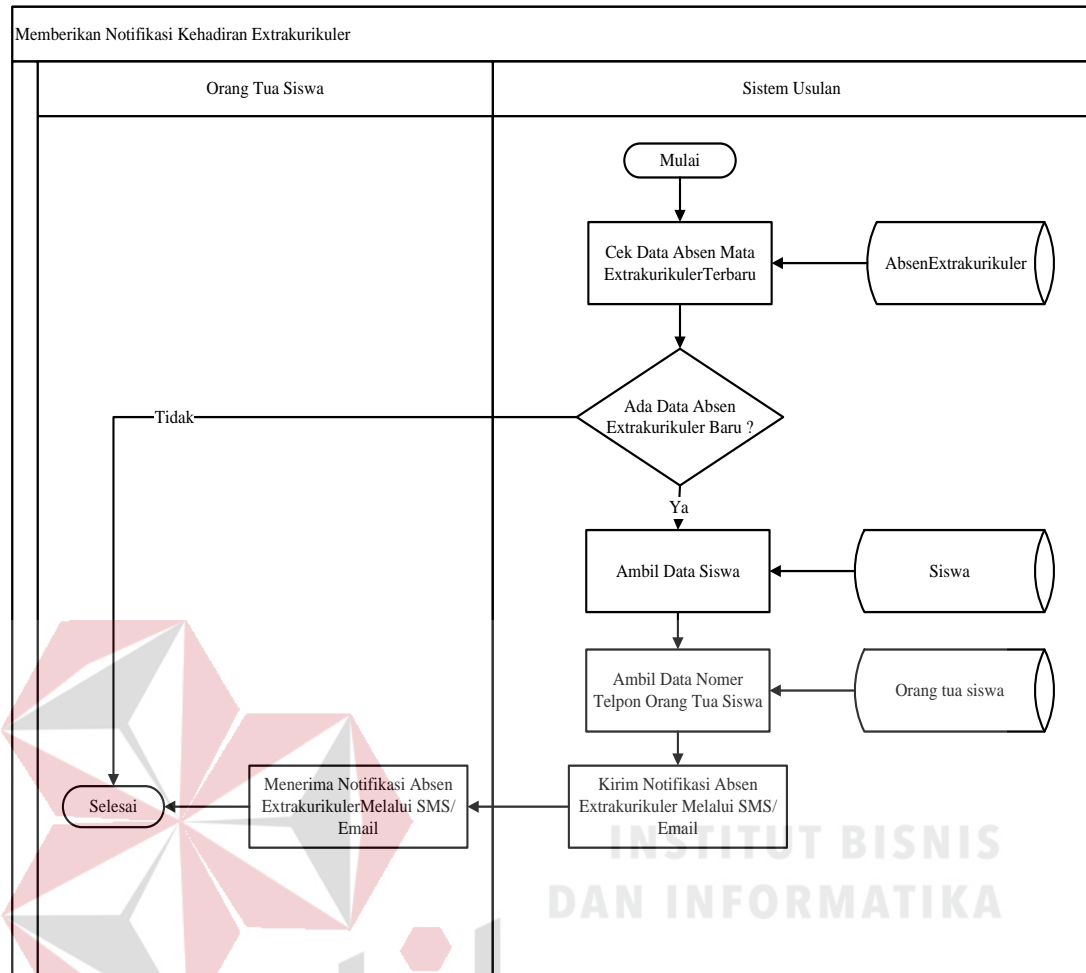 Memberikan Notifikasi Kehadiran Extrakurikuler
Orang Tua Siswa
Sistem Usulan
Mulai
Cek Data Absen Mata
ExtrakurikulerTerbaru
AbsenExtrakurikuler
Ada Data Absen
Extrakurikuler Baru ?
Tidak
Ya
Ambil Data Siswa
Siswa
Ambil Data Nomer
Telpon Orang Tua Siswa
Orang tua siswa
Kirim Notifikasi Absen
Extrakurikuler Melalui SMS/
Email
Menerima Notifikasi Absen
ExtrakurikulerMelalui SMS/
Email
Selesai
INSTITUT BISNIS
DAN INFORMATIKA